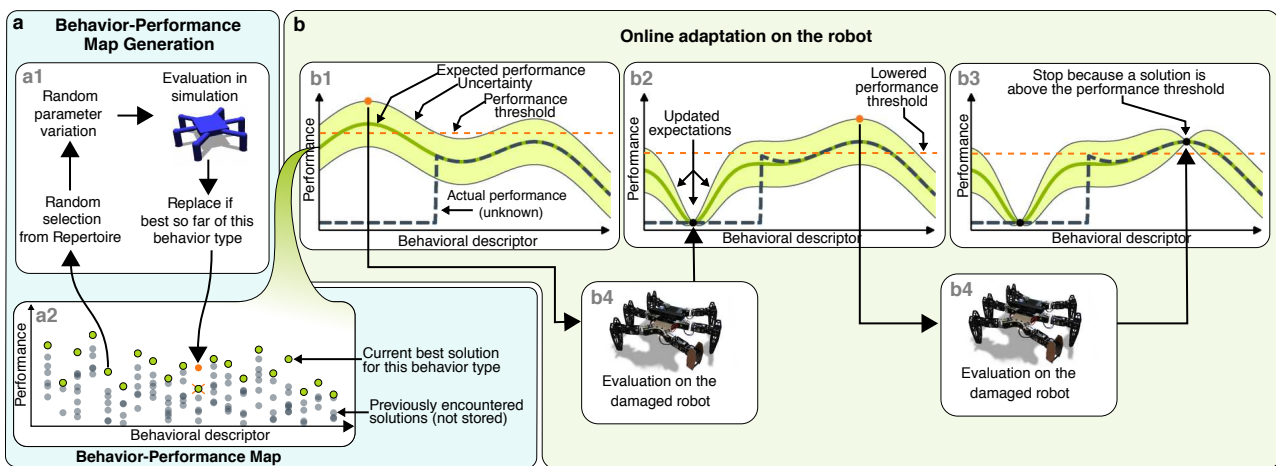 a
Behavior-Performance
Map Generation
a1
Random
parameter
variation
Evaluation in
simulation
Random
selection
from Repertoire
Replace if
best so far of this
behavior type
a2
Performance
Behavioral descriptor
Current best solution
for this behavior type
Previously encountered
solutions (not stored)
Behavior-Performance Map
b
Online adaptation on the robot
b1
Performance
Expected performance
Uncertainty
Performance
threshold
Actual performance
(unknown)
Behavioral descriptor
b2
Performance
Updated
expectations
Lowered
performance
threshold
Behavioral descriptor
b3
Performance
Stop because a solution is
above the performance threshold
Behavioral descriptor
b4
Evaluation on the
damaged robot
b4
Evaluation on the
damaged robot